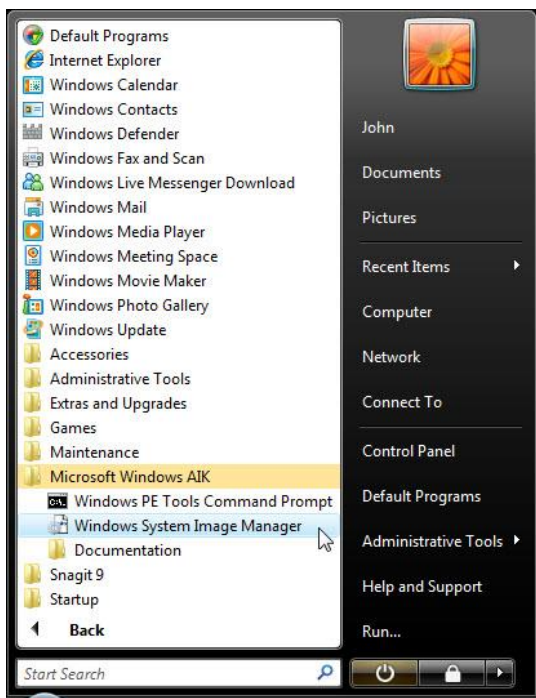 Default Programs
Internet Explorer
Windows Calendar
Windows Contacts
Windows Defender
Windows Fax and Scan
Windows Live Messenger Download
Windows Mail
Windows Media Player
Windows Meeting Space
Windows Movie Maker
Windows Photo Gallery
Windows Update
Accessories
Administrative Tools
Extras and Upgrades
Games
Maintenance
Microsoft Windows AIK
Windows PE Tools Command Prompt
Windows System Image Manager
Documentation
Snagit 9
Startup
Back
Start Search
John
Documents
Pictures
Recent Items
Computer
Network
Connect To
Control Panel
Default Programs
Administrative Tools
Help and Support
Run...